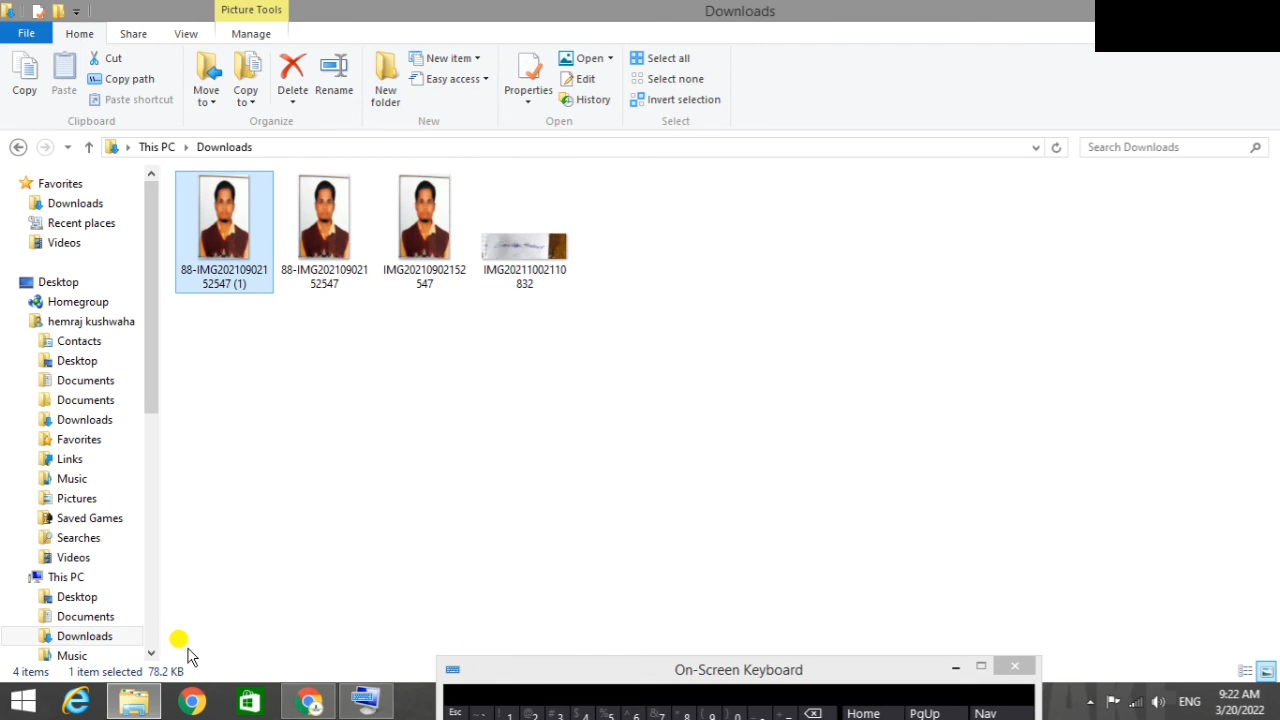 Picture Tools
Downloads
File
Home
Share
View
Manage
Copy
Paste
Cut
Copy path
Paste shortcut
Clipboard
Move to
Copy to
Delete
Rename
Organize
New folder
New item
Easy access
New
Properties
Open
Edit
History
Open
Select all
Select none
Invert selection
Select
This PC
Downloads
Search Downloads
Favorites
Downloads
Recent places
Videos
Desktop
Homegroup
hemraj kushwaha
Contacts
Desktop
Documents
Documents
Downloads
Favorites
Links
Music
Pictures
Saved Games
Searches
Videos
This PC
Desktop
Documents
Downloads
Music
88-IMG202109021
52547 (1)
88-IMG202109021
52547
IMG20210902152
547
IMG20211002110
832
4 items
1 item selected 78.2 KB
On-Screen Keyboard
Esc
Home
PgUp
Nav
ENG
9:22 AM
3/20/2022